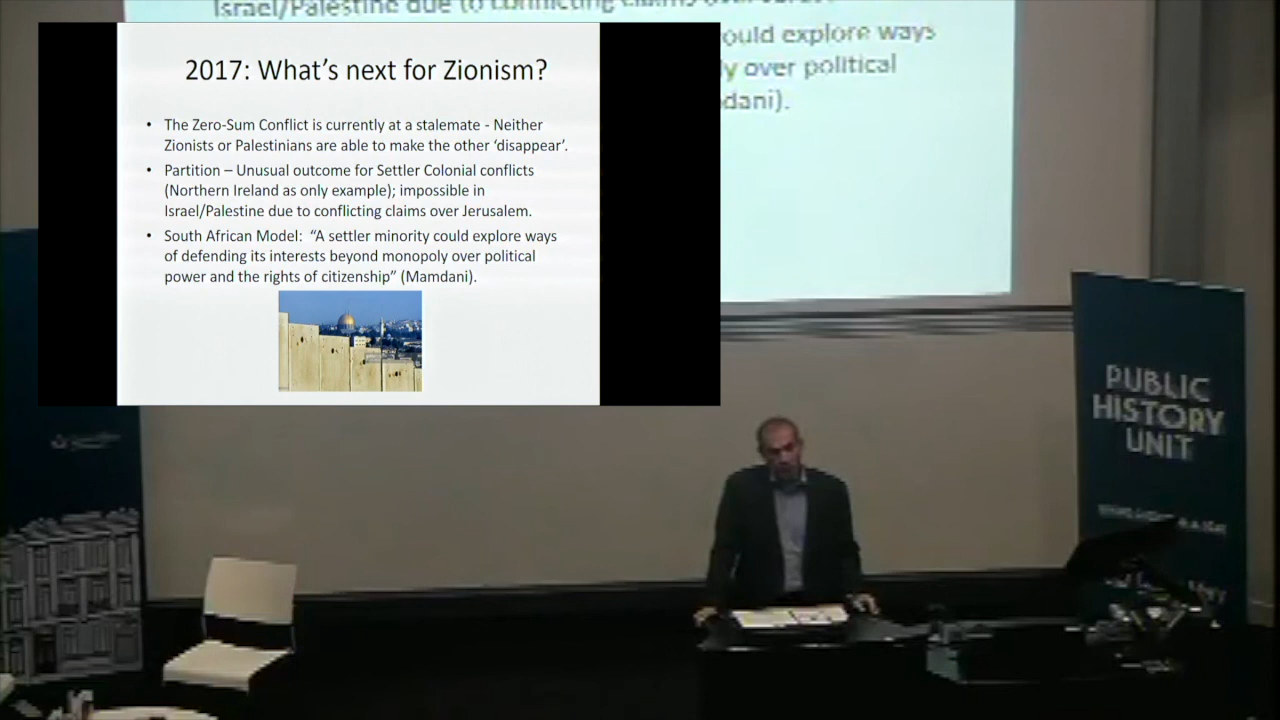 Israel/Palestine due to conflicting claims over
ould explore ways
ly over political
dani).
2017: What's next for Zionism?
• The Zero-Sum Conflict is currently at a stalemate - Neither
Zionists or Palestinians are able to make the other 'disappear'.
• Partition – Unusual outcome for Settler Colonial conflicts
(Northern Ireland as only example); impossible in
Israel/Palestine due to conflicting claims over Jerusalem.
• South African Model:  "A settler minority could explore ways
of defending its interests beyond monopoly over political
power and the rights of citizenship" (Mamdani).
PUBLIC
HISTORY
UNIT